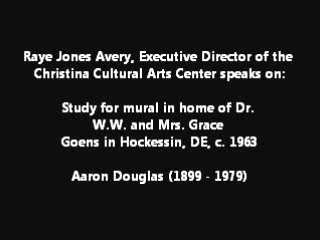 Raye Jones Avery, Executive Director of the
Christina Cultural Arts Center speaks on:
Study for mural in home of Dr.
W.W. and Mrs. Grace
Goens in Hockessin, DE, c. 1963
Aaron Douglas (1899 - 1979)